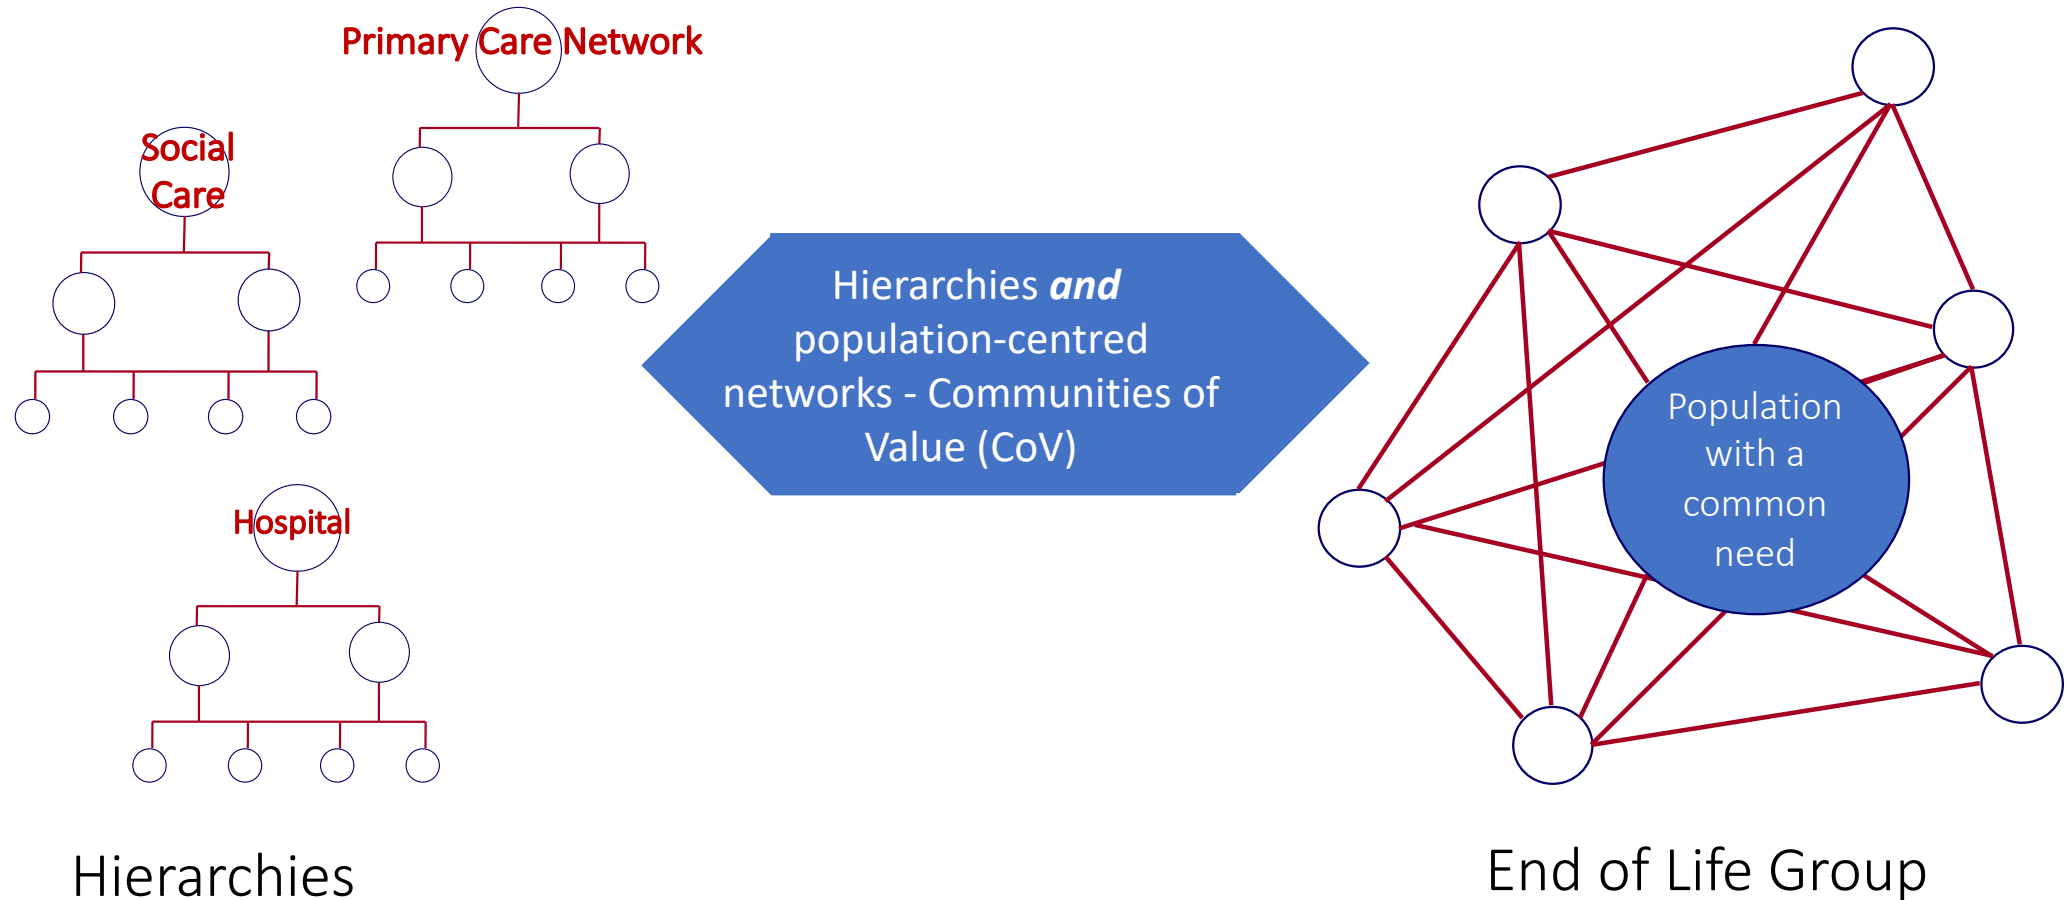 Primary Care Network
Social
Care
Hospital
Hierarchies
Hierarchies and
population-centred
networks - Communities of
Value (CoV)
Population
with a
common
need
End of Life Group